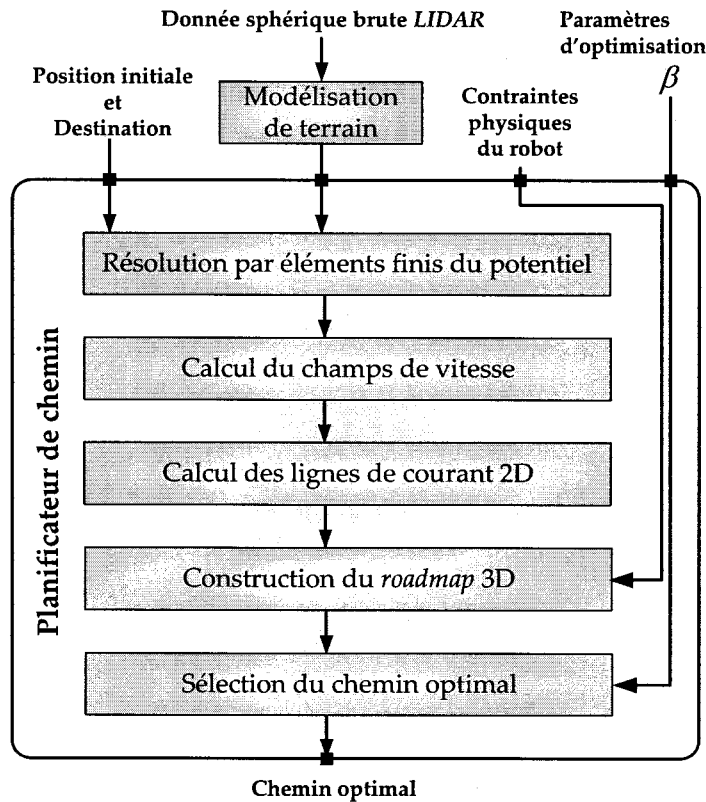 Donnée sphérique brute LIDAR
Paramètres
d'optimisation
β
Position initiale
et
Destination
Modélisation
de terrain
Contraintes
physiques
du robot
Résolution par éléments finis du potentiel
Calcul du champs de vitesse
Calcul des lignes de courant 2D
Construction du roadmap 3D
Sélection du chemin optimal
Planificateur de chemin
Chemin optimal